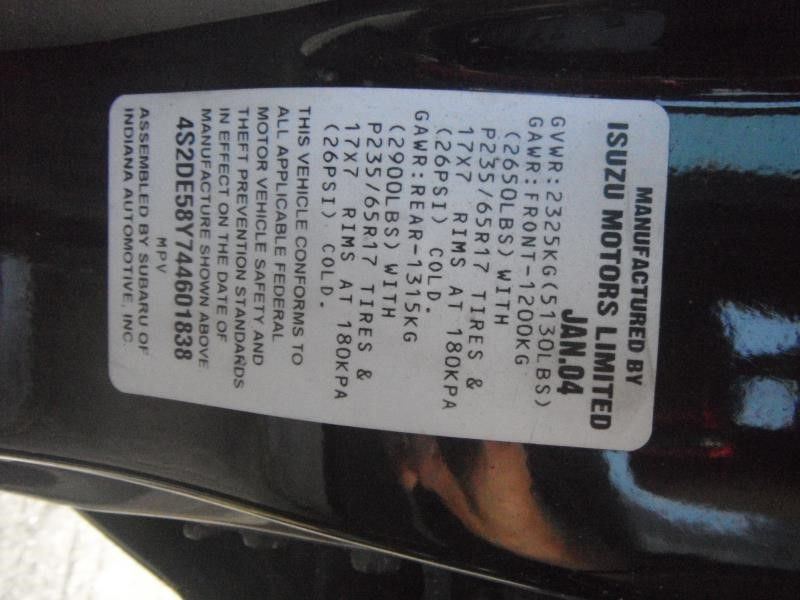 MANUFACTURED BY
ISUZU MOTORS LIMITED
JAN.04
GVWR:2325KG(5130LBS)
GAWR:FRONT-1200KG
(2650LBS) WITH
P235/65R17 TIRES &
17X7 RIMS AT 180KPA
(26PSI) COLD.
GAWR:REAR-1315KG
(2900LBS) WITH
P235/65R17 TIRES &
17X7 RIMS AT 180KPA
(26PSI) COLD.
THIS VEHICLE CONFORMS TO
ALL APPLICABLE FEDERAL
MOTOR VEHICLE SAFETY AND
THEFT PREVENTION STANDARDS
IN EFFECT ON THE DATE OF
MANUFACTURE SHOWN ABOVE
4S2DE58Y744601838
MPV
ASSEMBLED BY SUBARU OF
INDIANA AUTOMOTIVE, INC.